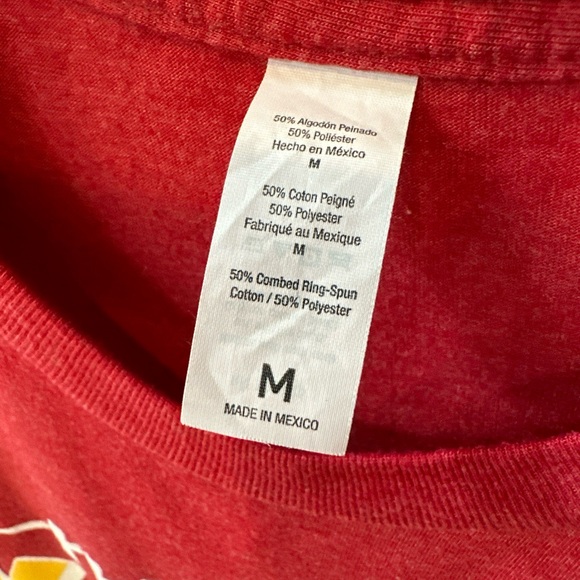 50% Algodón Peinado
50% Poliéster
Hecho en México
M
50% Coton Peigné
50% Polyester
Fabriqué au Mexique
M
50% Combed Ring-Spun
Cotton / 50% Polyester
M
MADE IN MEXICO